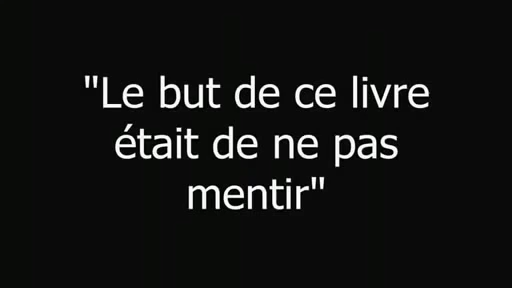 "Le but de ce livre
était de ne pas
mentir"